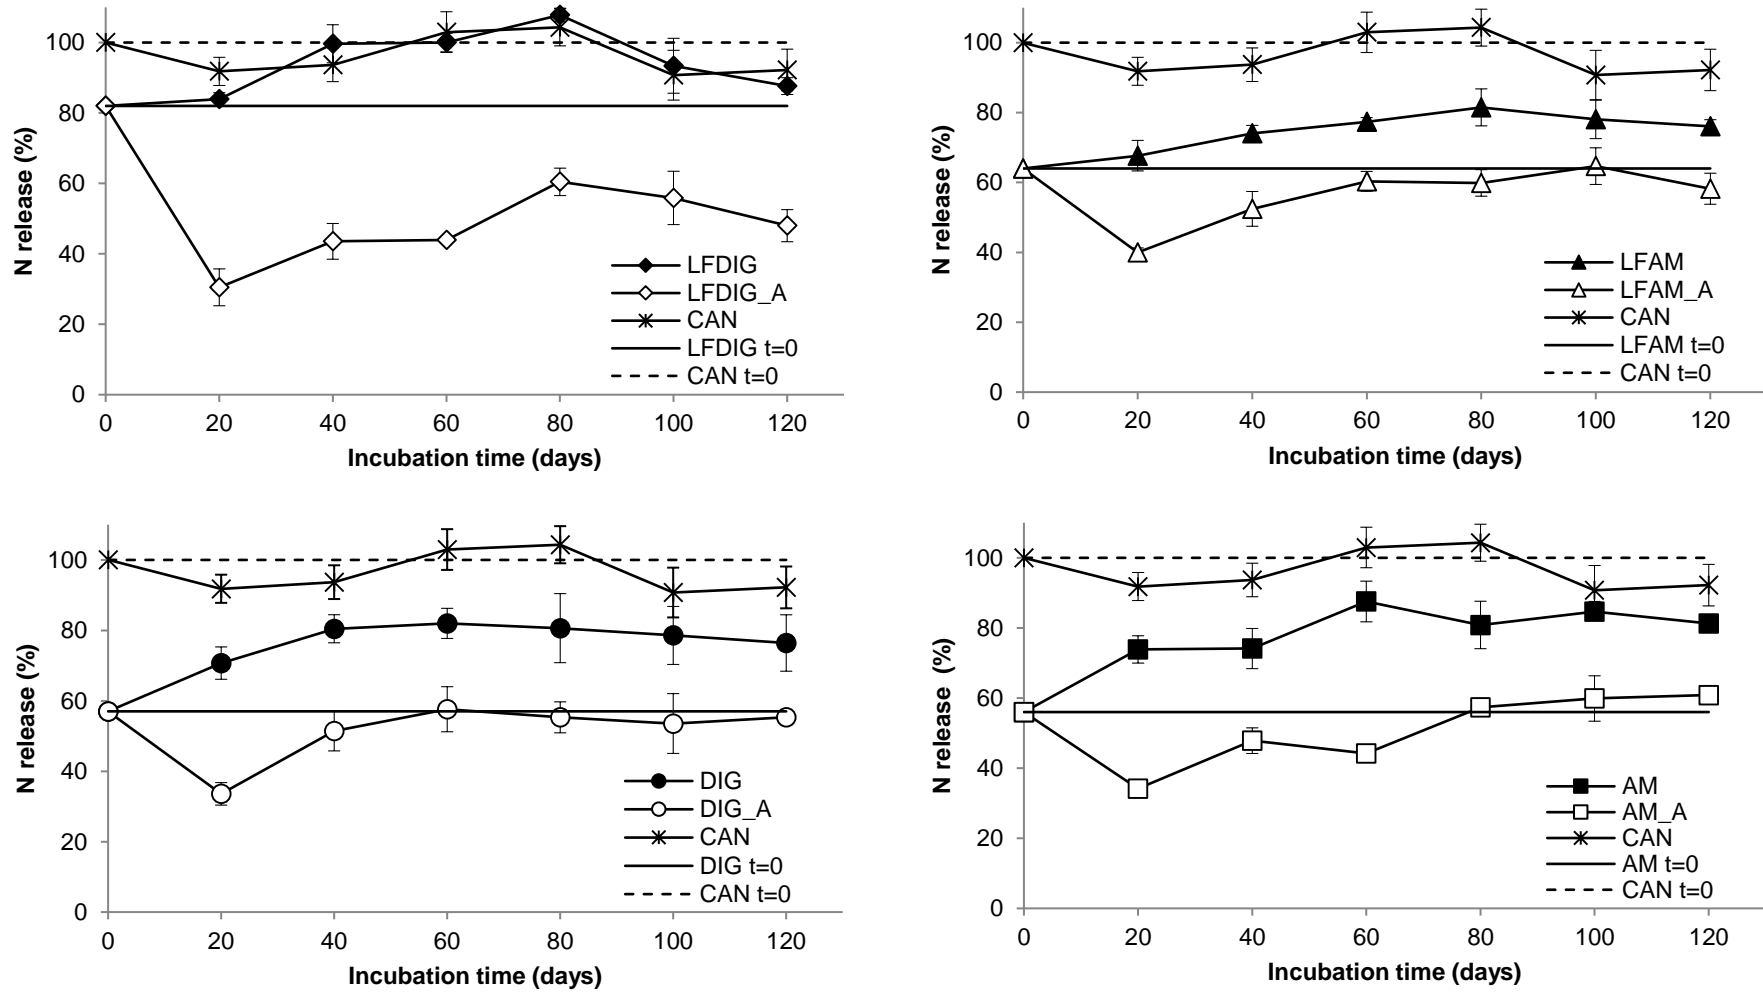 N release (%)
100
80
60
40
20
0
LFDIG
LFDIG_A
CAN
LFDIG t=0
CAN t=0
0 20 40 60 80 100 120
Incubation time (days)
N release (%)
100
80
60
40
20
0
LFAM
LFAM_A
CAN
LFAM t=0
CAN t=0
0 20 40 60 80 100 120
Incubation time (days)
N release (%)
100
80
60
40
20
0
DIG
DIG_A
CAN
DIG t=0
CAN t=0
0 20 40 60 80 100 120
Incubation time (days)
N release (%)
100
80
60
40
20
0
AM
AM_A
CAN
AM t=0
CAN t=0
0 20 40 60 80 100 120
Incubation time (days)